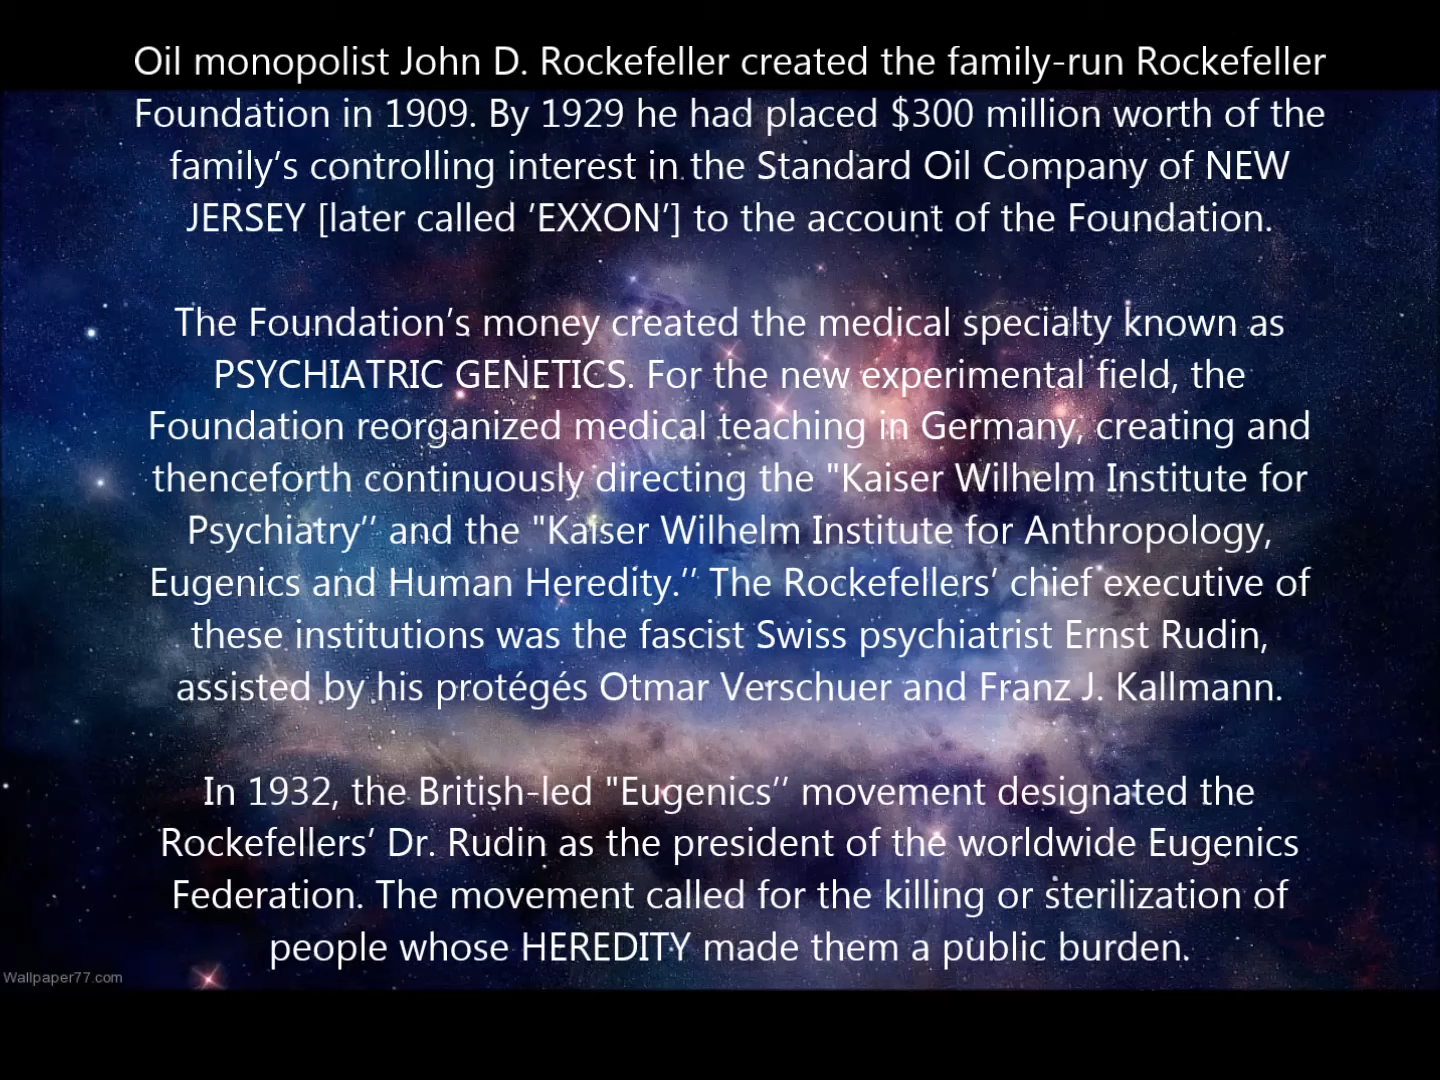 Oil monopolist John D. Rockefeller created the family-run Rockefeller
Foundation in 1909. By 1929 he had placed $300 million worth of the
family’s controlling interest in the Standard Oil Company of NEW
JERSEY [later called ‘EXXON’] to the account of the Foundation.
The Foundation’s money created the medical specialty known as
PSYCHIATRIC GENETICS. For the new experimental field, the
Foundation reorganized medical teaching in Germany, creating and
thenceforth continuously directing the "Kaiser Wilhelm Institute for
Psychiatry’’ and the "Kaiser Wilhelm Institute for Anthropology,
Eugenics and Human Heredity.’’ The Rockefellers’ chief executive of
these institutions was the fascist Swiss psychiatrist Ernst Rudin,
assisted by his protégés Otmar Verschuer and Franz J. Kallmann.
In 1932, the British-led "Eugenics’’ movement designated the
Rockefellers’ Dr. Rudin as the president of the worldwide Eugenics
Federation. The movement called for the killing or sterilization of
people whose HEREDITY made them a public burden.
Wallpaper77.com